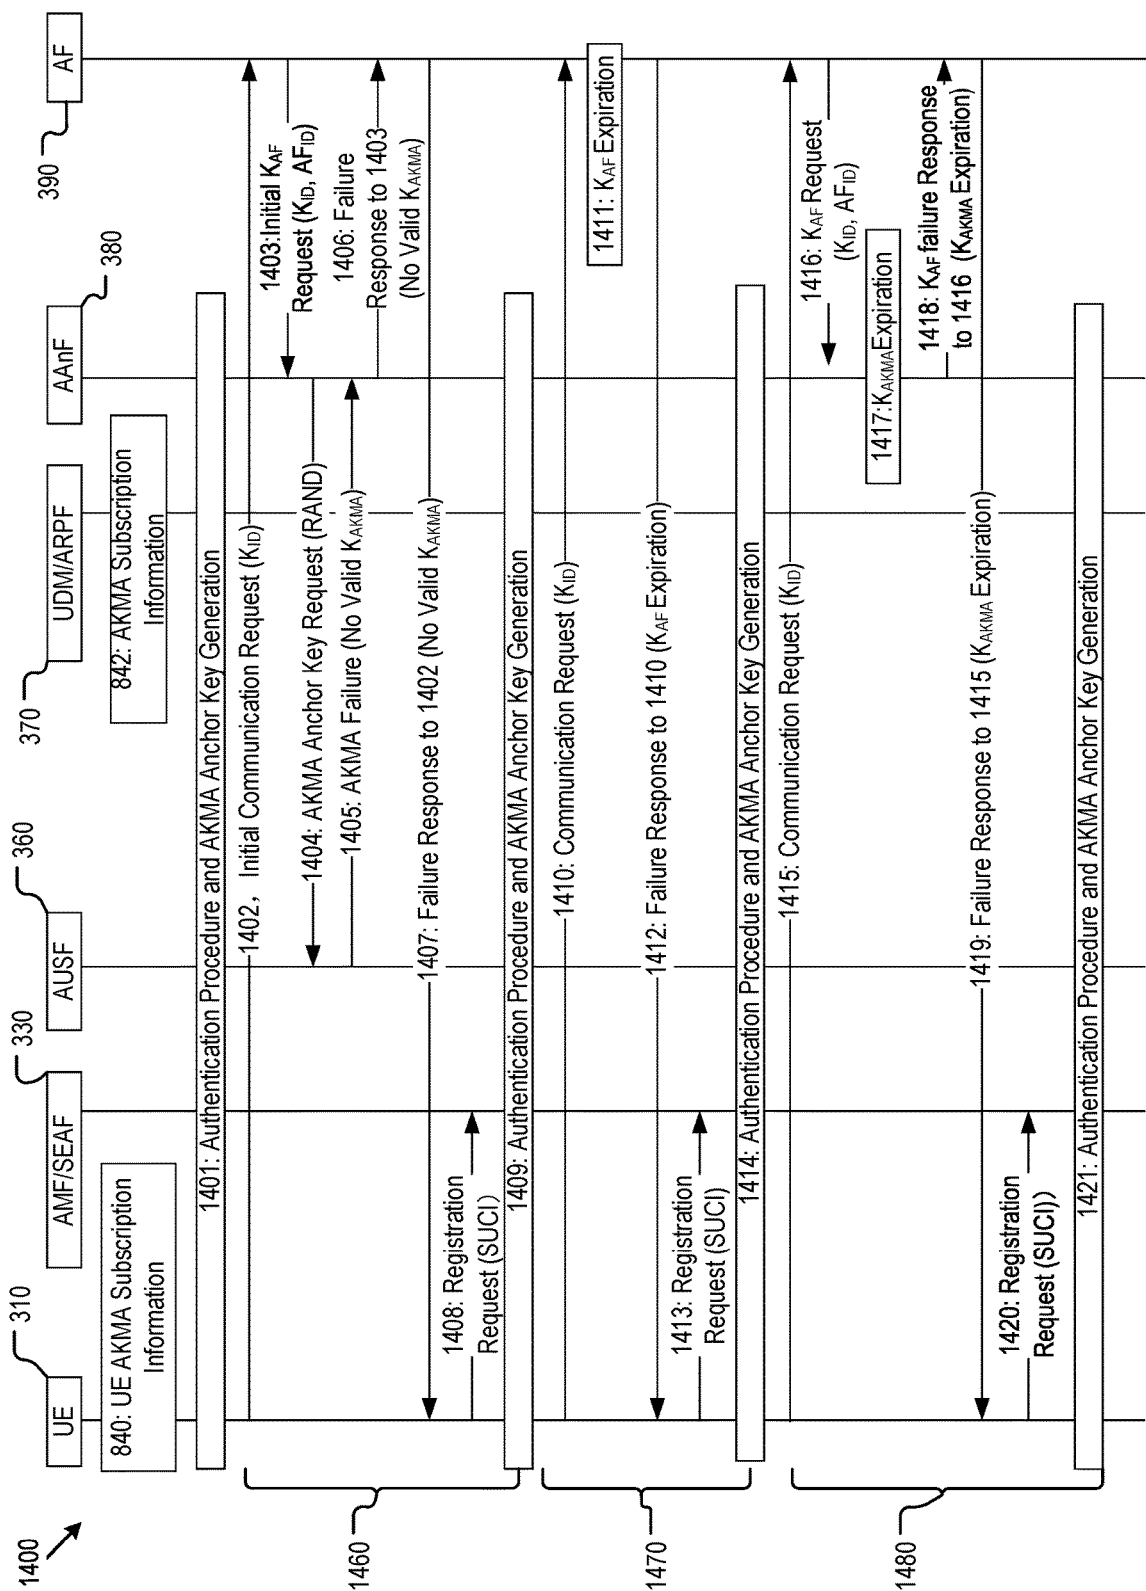 1400
310
330
360
370
380
390
UE
AMF/SEAF
AUSF
UDM/ARPF
AAnF
AF
840: UE AKMA Subscription
Information
842: AKMA Subscription
Information
1401: Authentication Procedure and AKMA Anchor Key Generation
1402, Initial Communication Request (KID)
1403:Initial KAF
Request (KID, AFID)
1404: AKMA Anchor Key Request (RAND)
1405: AKMA Failure (No Valid KAKMA)
1406: Failure
Response to 1403
(No Valid KAKMA)
1407: Failure Response to 1402 (No Valid KAKMA)
1408: Registration
Request (SUCI)
1409: Authentication Procedure and AKMA Anchor Key Generation
1460
1410: Communication Request (KID)
1411: KAF Expiration
1412: Failure Response to 1410 (KAF Expiration)
1413: Registration
Request (SUCI)
1414: Authentication Procedure and AKMA Anchor Key Generation
1470
1415: Communication Request (KID)
1416: KAF Request
(KID, AFID)
1417:KAKMA Expiration
1418: KAF failure Response
to 1416 (KAKMA Expiration)
1419: Failure Response to 1415 (KAKMA Expiration)
1420: Registration
Request (SUCI))
1421: Authentication Procedure and AKMA Anchor Key Generation
1480